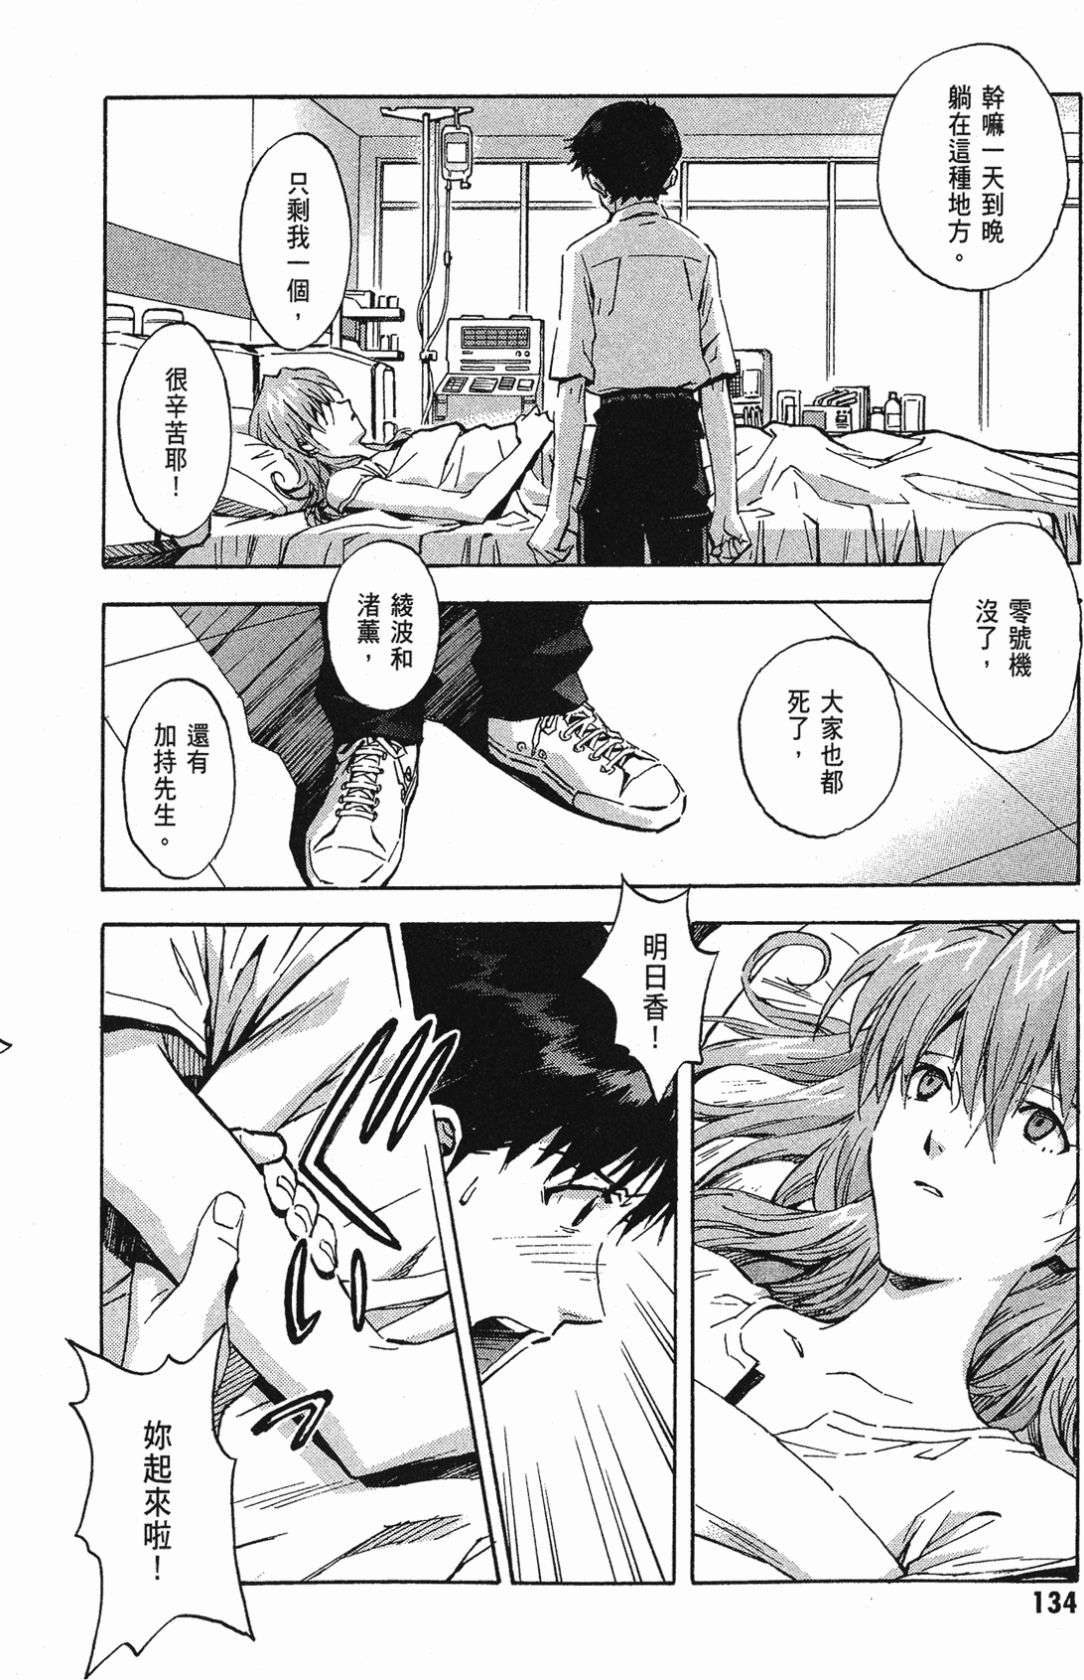 幹嘛一天到晚
躺在這種地方。
只剩我一個，
很辛苦耶！
零號機
沒了，
大家也都
死了，
綾波和
渚薰，
還有
加持先生。
明日香！
妳起來啦！
134